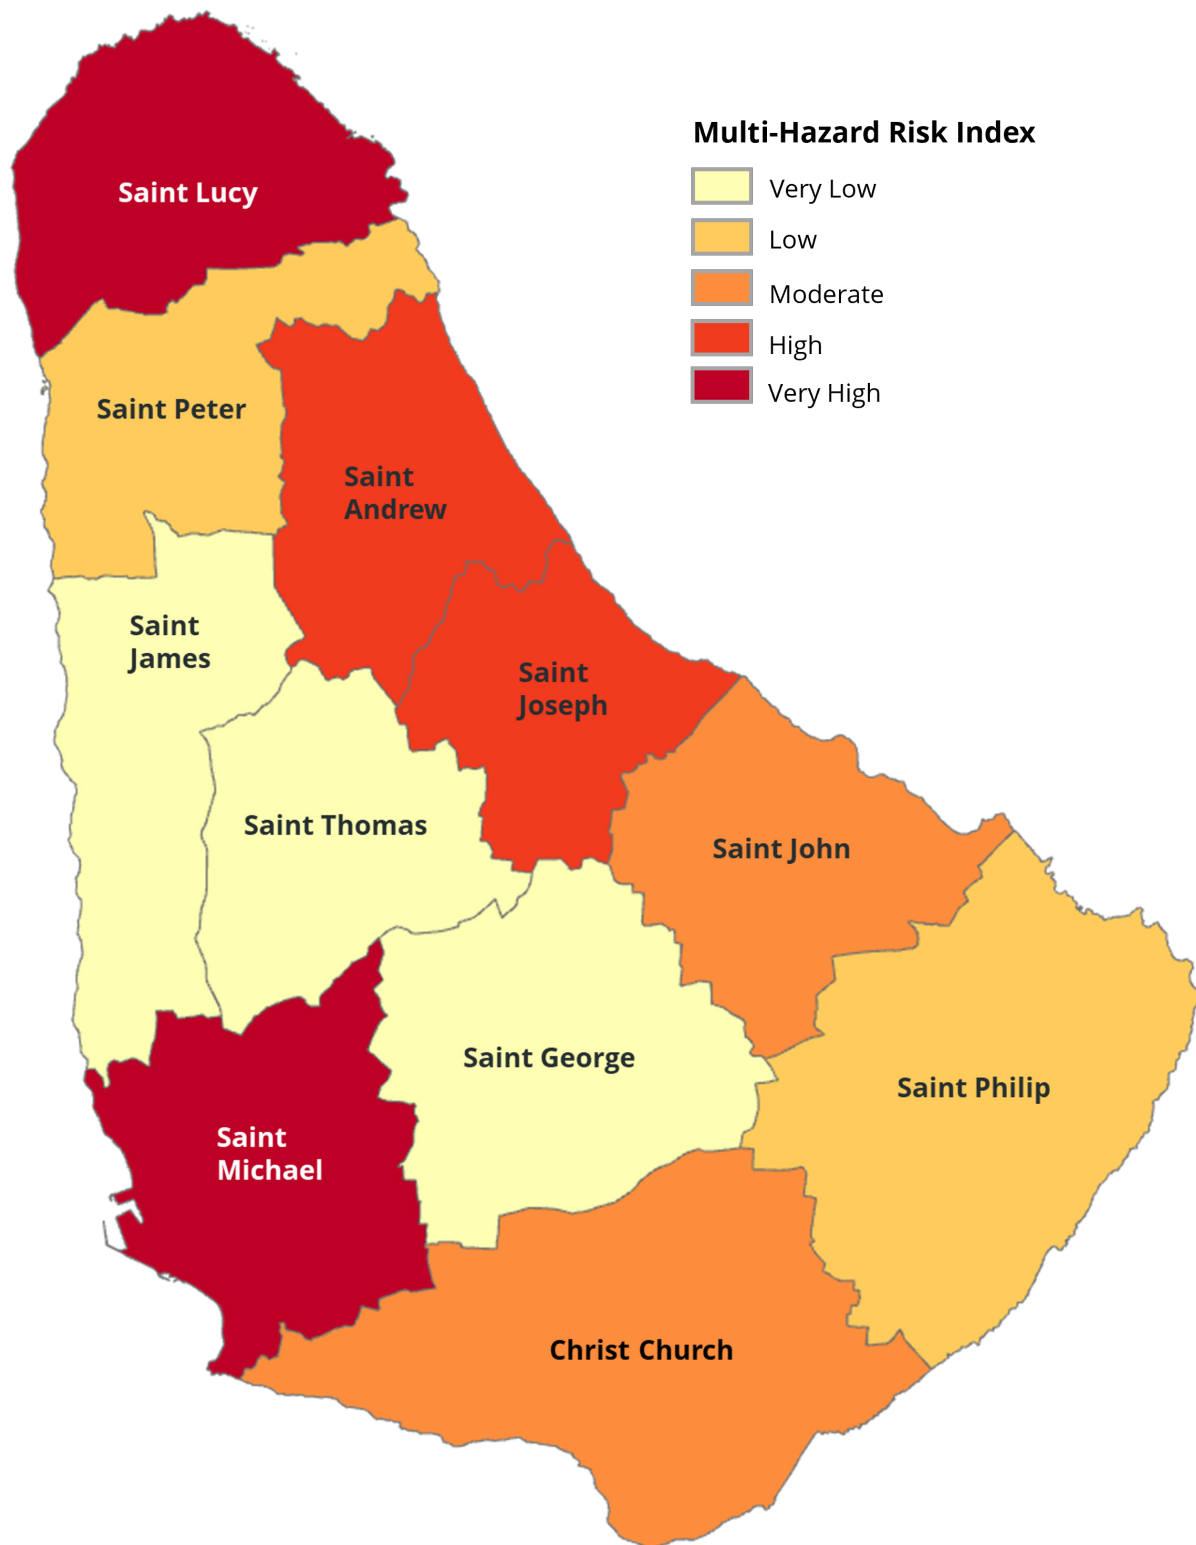 Multi-Hazard Risk Index
Very Low
Low
Moderate
High
Very High
Saint Lucy
Saint Peter
Saint
Andrew
Saint
James
Saint
Joseph
Saint Thomas
Saint John
Saint George
Saint Philip
Saint
Michael
Christ Church